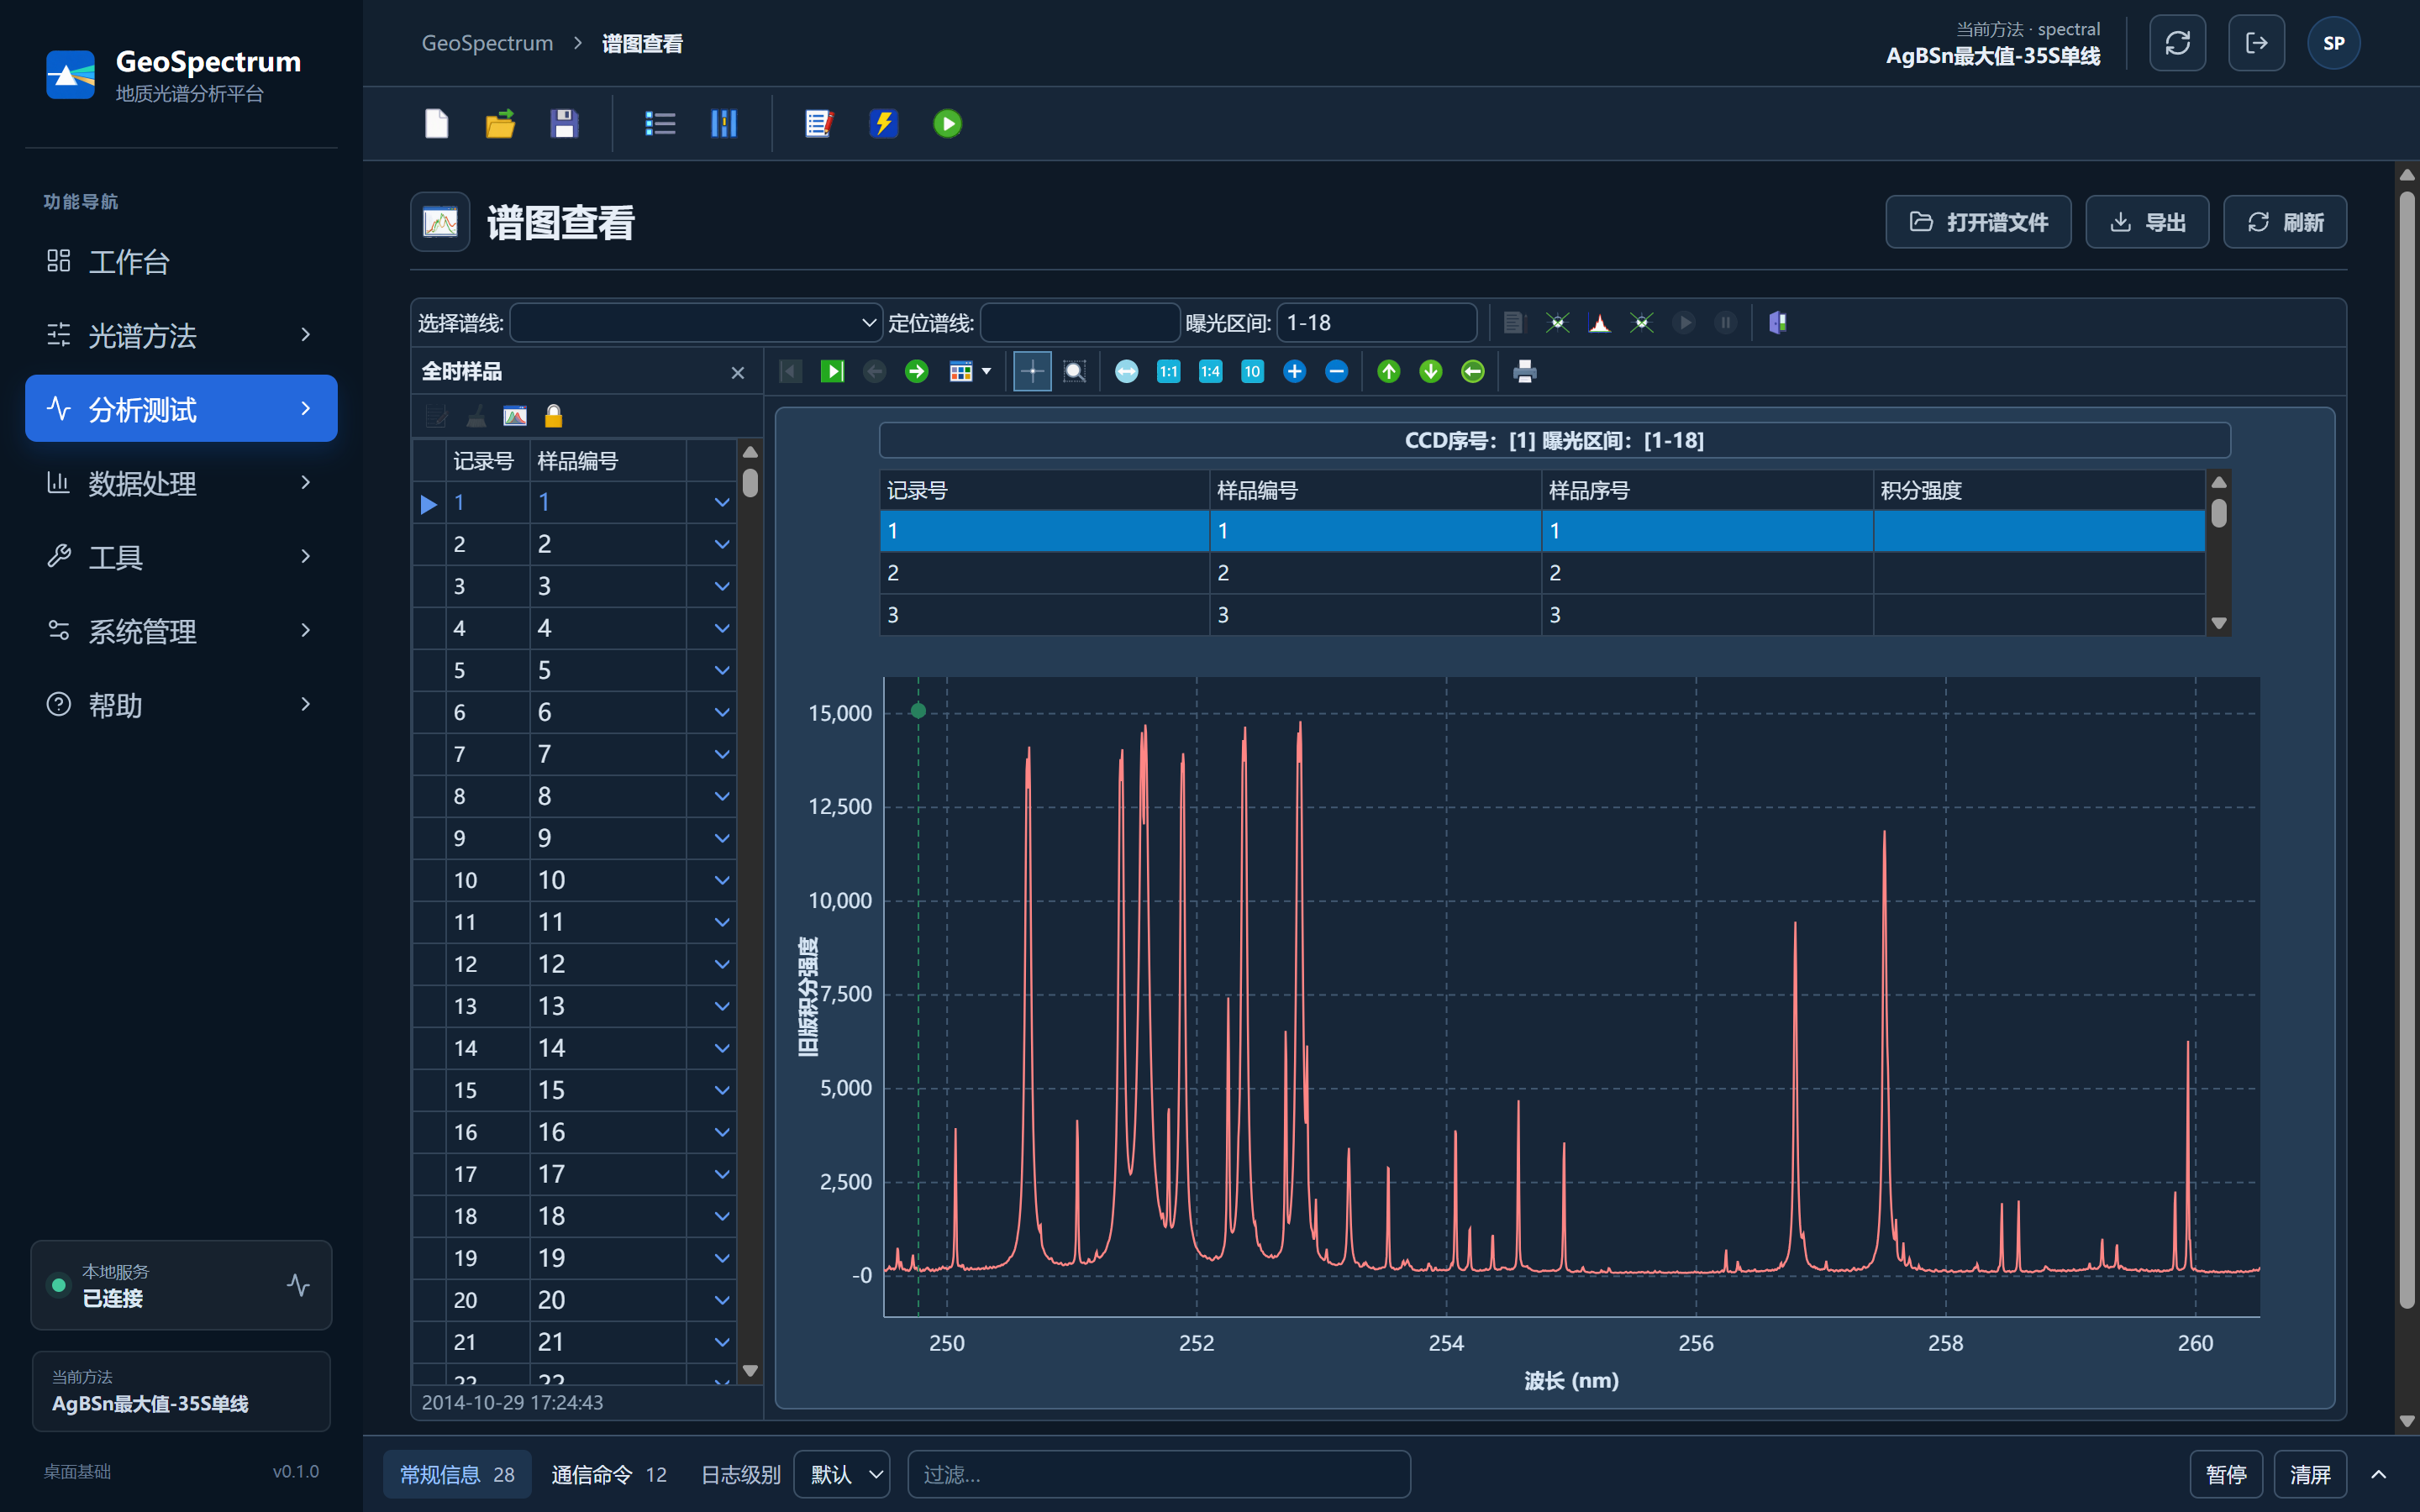 GeoSpectrum
地质光谱分析平台
功能导航
工作台
光谱方法
分析测试
数据处理
工具
系统管理
帮助
本地服务
已连接
当前方法
AgBSn最大值-35S单线
桌面基础 v0.1.0
GeoSpectrum > 谱图查看
当前方法 · spectral
AgBSn最大值-35S单线
SP
谱图查看
打开谱文件 导出 刷新
选择谱线: 定位谱线: 曝光区间: 1-18
全时样品
1:1 1:4 10
记录号 样品编号
1 1
2 2
3 3
4 4
5 5
6 6
7 7
8 8
9 9
10 10
11 11
12 12
13 13
14 14
15 15
16 16
17 17
18 18
19 19
20 20
21 21
22 22
2014-10-29 17:24:43
CCD序号：[1] 曝光区间：[1-18]
记录号 样品编号 样品序号 积分强度
1 1 1
2 2 2
3 3 3
旧版积分强度
15,000
12,500
10,000
7,500
5,000
2,500
-0
250 252 254 256 258 260
波长 (nm)
常规信息 28 通信命令 12 日志级别 默认 过滤... 暂停 清屏